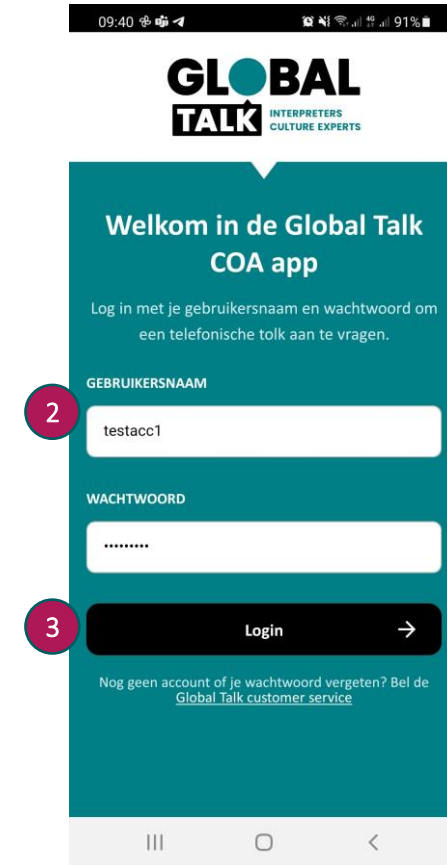 09:40 91%
GLOBAL
TALK INTERPRETERS
CULTURE EXPERTS
Welkom in de Global Talk
COA app
Log in met je gebruikersnaam en wachtwoord om
een telefonische tolk aan te vragen.
GEBRUIKERSNAAM
2
testacc1
WACHTWOORD
•••••••••
3
Login
Nog geen account of je wachtwoord vergeten? Bel de
Global Talk customer service